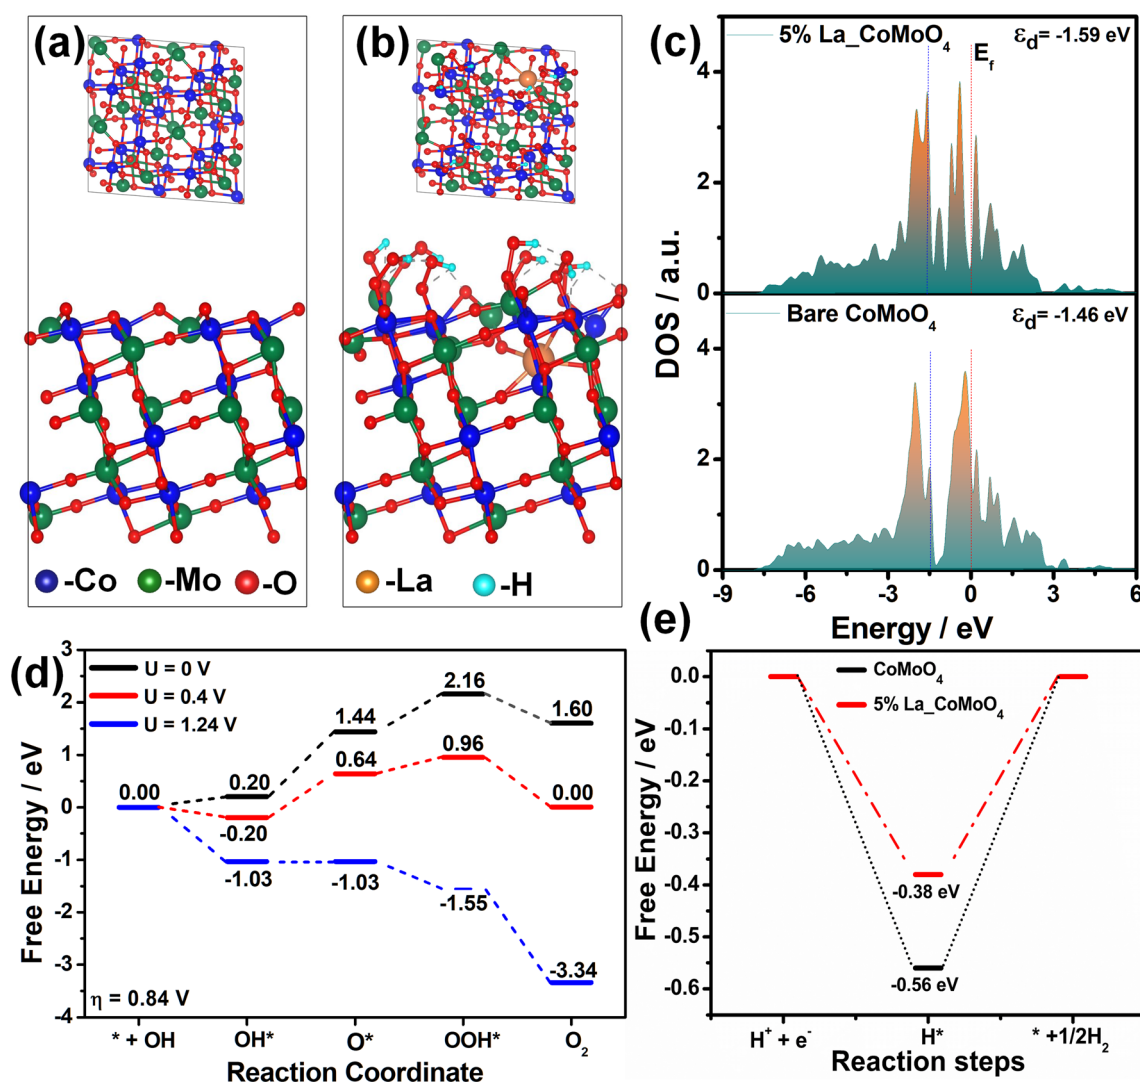 (a)
-Co -Mo -O
(b)
-La -H
(c)
5% La_CoMoO₄ εd= -1.59 eV
Ef
4
2
0
Bare CoMoO₄ εd= -1.46 eV
4
2
0
DOS / a.u.
-9 -6 -3 0 3 6
Energy / eV
(d)
U = 0 V
U = 0.4 V
U = 1.24 V
3
2
1
0
-1
-2
-3
-4
Free Energy / eV
0.00
0.20
1.44
2.16
1.60
-0.20
0.64
0.96
0.00
-1.03
-1.03
-1.55
-3.34
η = 0.84 V
* + OH OH* O* OOH* O₂
Reaction Coordinate
(e)
CoMoO₄
5% La_CoMoO₄
0.0
-0.1
-0.2
-0.3
-0.4
-0.5
-0.6
Free Energy / eV
-0.38 eV
-0.56 eV
H⁺ + e⁻ H* * +1/2H₂
Reaction steps